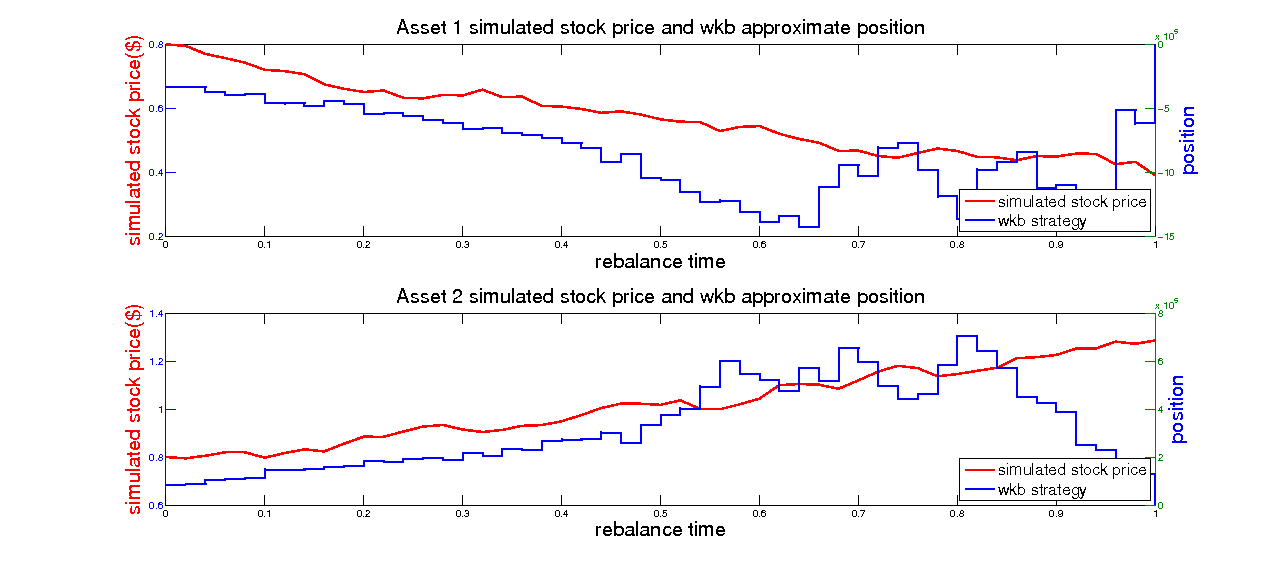 Asset 1 simulated stock price and wkb approximate position
simulated stock price($)
0.8
0.6
0.4
0.2
0
0.1
0.2
0.3
0.4
0.5
0.6
0.7
0.8
0.9
1
rebalance time
x 10⁵
0
-5
-10
-15
position
simulated stock price
wkb strategy
Asset 2 simulated stock price and wkb approximate position
simulated stock price($)
1.4
1.2
1
0.8
0.6
0
0.1
0.2
0.3
0.4
0.5
0.6
0.7
0.8
0.9
1
rebalance time
x 10⁵
8
6
4
2
0
position
simulated stock price
wkb strategy